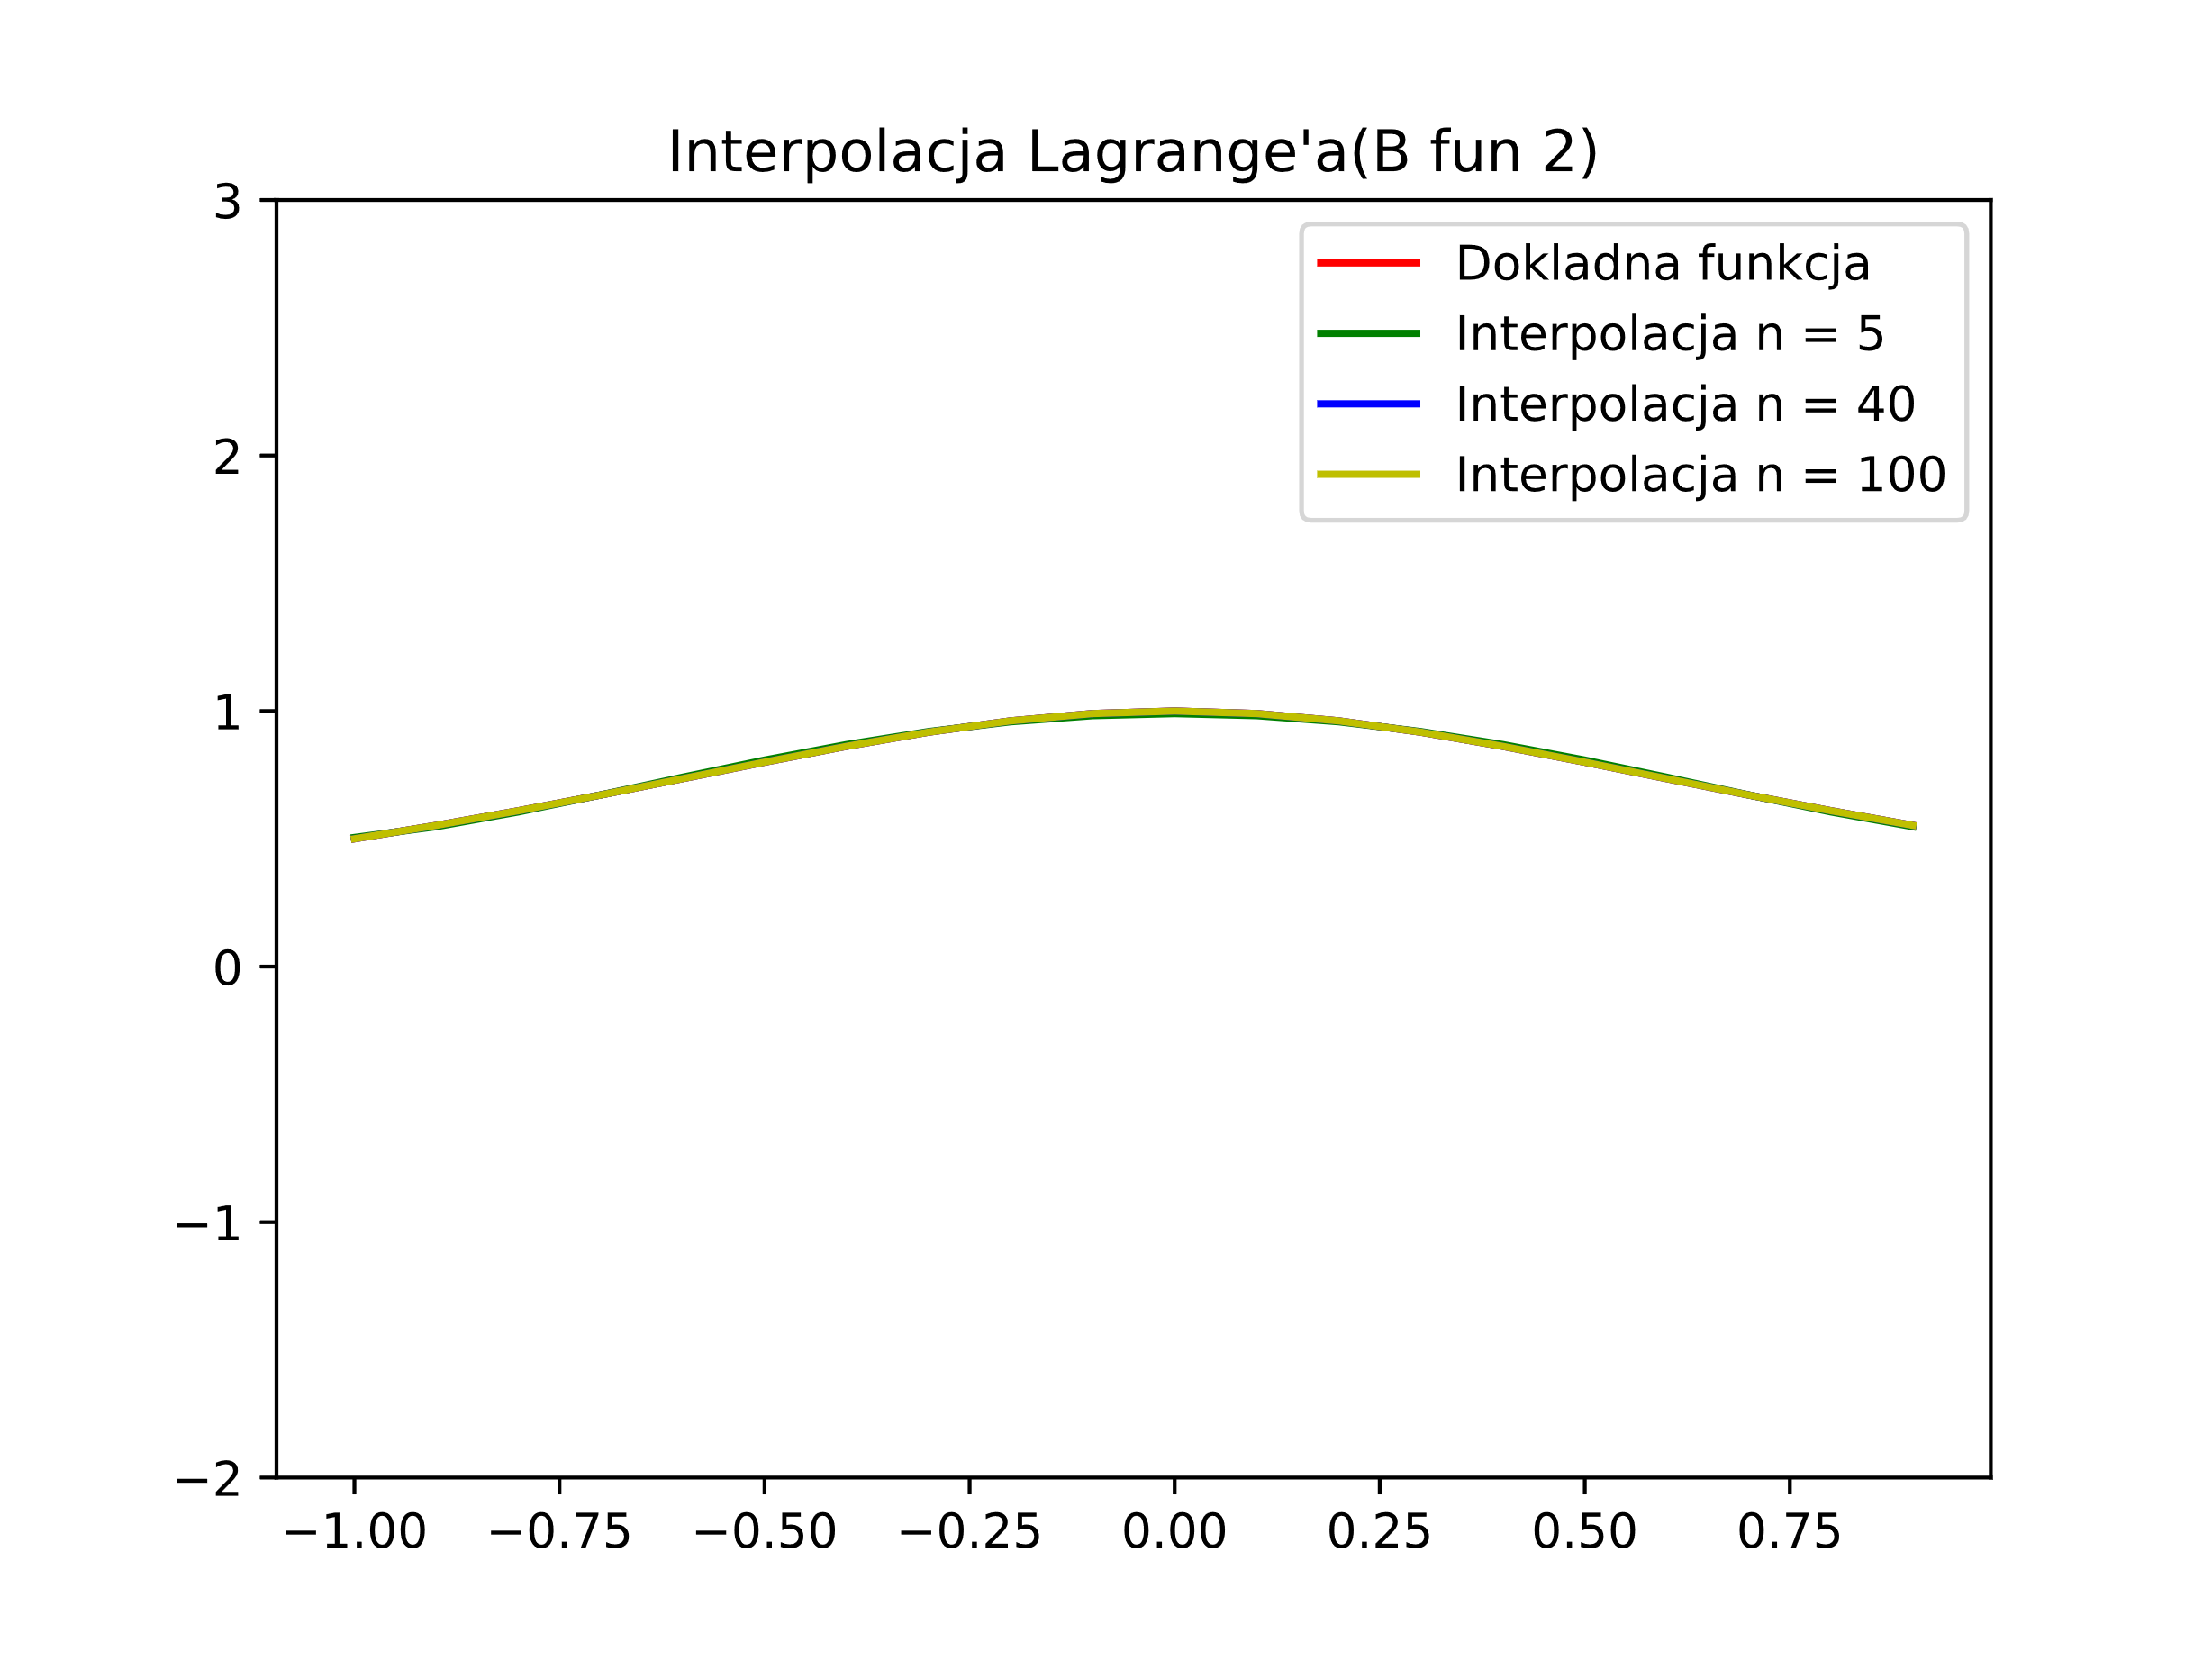 Interpolacja Lagrange'a(B fun 2)
3
2
1
0
−1
−2
Dokladna funkcja
Interpolacja n = 5
Interpolacja n = 40
Interpolacja n = 100
−1.00 −0.75 −0.50 −0.25 0.00 0.25 0.50 0.75